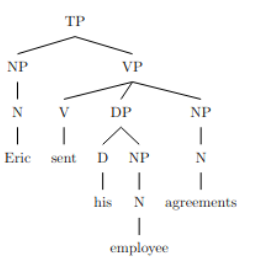 TP
NP VP
N V DP NP
Eric sent D NP N
his N agreements
employee